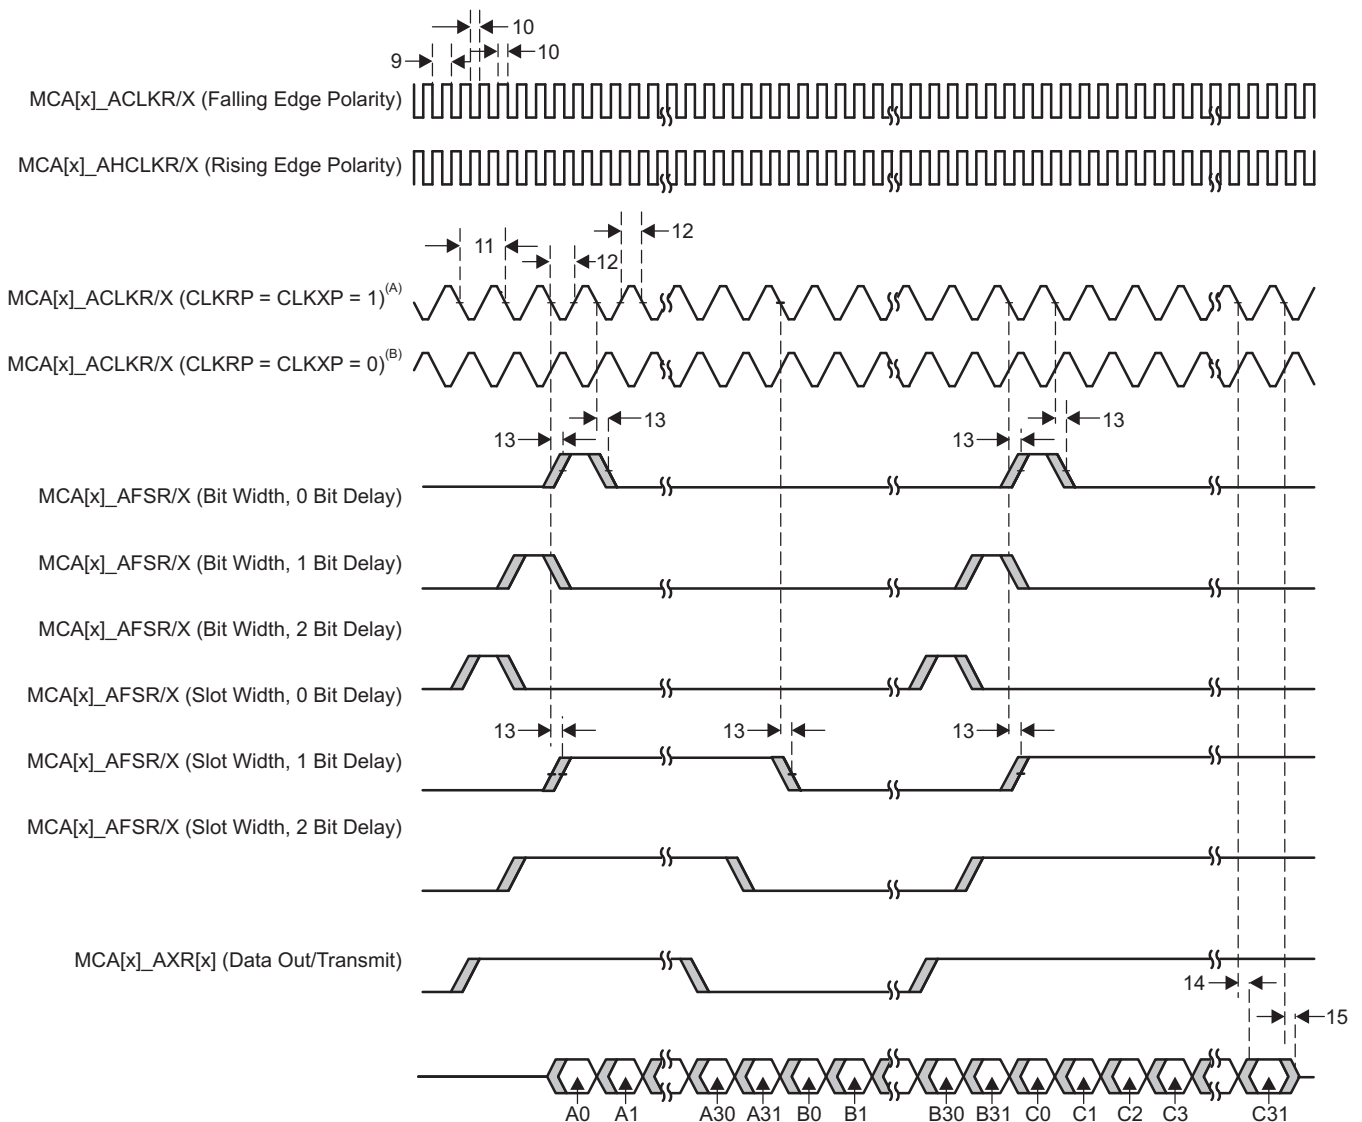 10
9
10
MCA[x]_ACLKR/X (Falling Edge Polarity)
MCA[x]_AHCLKR/X (Rising Edge Polarity)
12
11
12
MCA[x]_ACLKR/X (CLKRP = CLKXP = 1)(A)
MCA[x]_ACLKR/X (CLKRP = CLKXP = 0)(B)
13 13 13 13
MCA[x]_AFSR/X (Bit Width, 0 Bit Delay)
MCA[x]_AFSR/X (Bit Width, 1 Bit Delay)
MCA[x]_AFSR/X (Bit Width, 2 Bit Delay)
MCA[x]_AFSR/X (Slot Width, 0 Bit Delay)
13 13 13
MCA[x]_AFSR/X (Slot Width, 1 Bit Delay)
MCA[x]_AFSR/X (Slot Width, 2 Bit Delay)
MCA[x]_AXR[x] (Data Out/Transmit)
14
15
A0 A1 A30 A31 B0 B1 B30 B31 C0 C1 C2 C3 C31